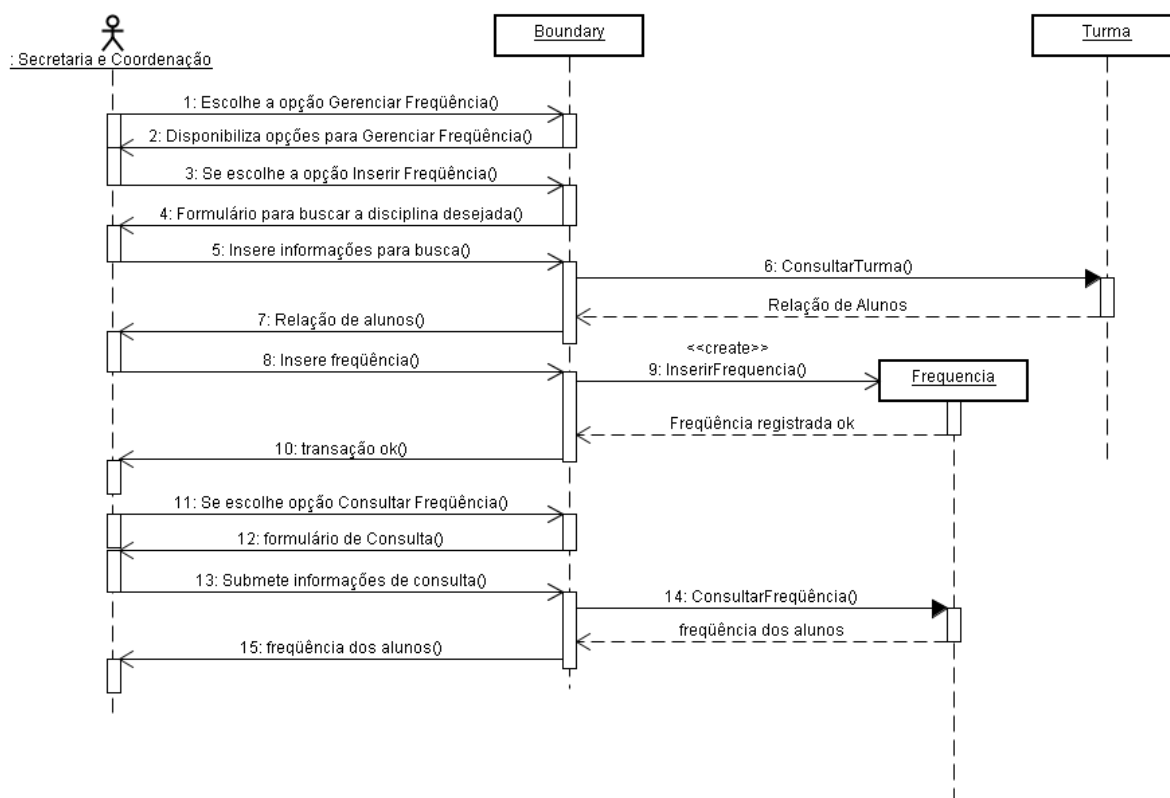 Boundary
Turma
: Secretaria e Coordenação
1: Escolhe a opção Gerenciar Freqüência()
2: Disponibiliza opções para Gerenciar Freqüência()
3: Se escolhe a opção Inserir Freqüência()
4: Formulário para buscar a disciplina desejada()
5: Insere informações para busca()
6: ConsultarTurma()
Relação de Alunos
7: Relação de alunos()
8: Insere freqüência()
<<create>>
9: InserirFrequencia()
Frequencia
Freqüência registrada ok
10: transação ok()
11: Se escolhe opção Consultar Freqüência()
12: formulário de Consulta()
13: Submete informações de consulta()
14: ConsultarFreqüência()
freqüência dos alunos
15: freqüência dos alunos()